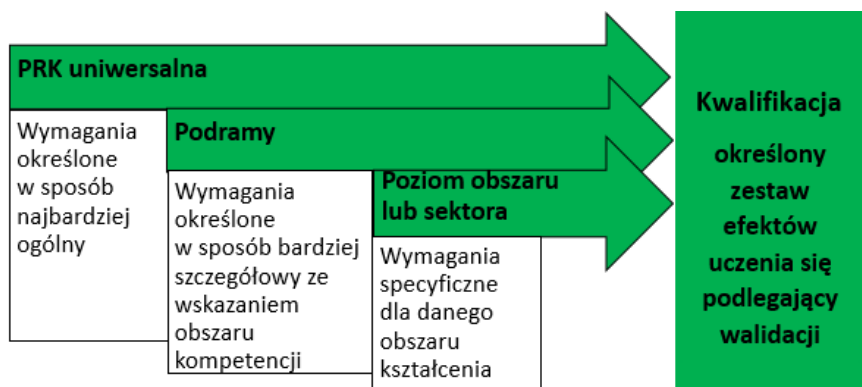 PRK uniwersalna
Wymagania
określone
w sposób
najbardziej
ogólny
Podramy
Wymagania
określone
w sposób bardziej
szczegółowy ze
wskazaniem
obszaru
kompetencji
Poziom obszaru
lub sektora
Wymagania
specyficzne
dla danego
obszaru
kształcenia
Kwalifikacja
określony
zestaw
efektów
uczenia się
podlegający
walidacji